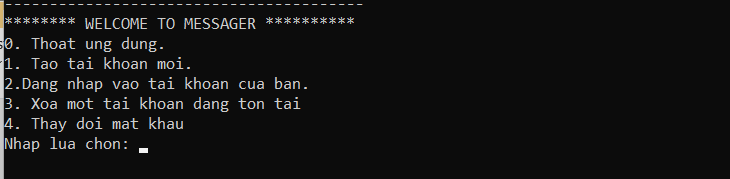 ----------------------------------------
******** WELCOME TO MESSAGER **********
0. Thoat ung dung.
1. Tao tai khoan moi.
2.Dang nhap vao tai khoan cua ban.
3. Xoa mot tai khoan dang ton tai
4. Thay doi mat khau
Nhap lua chon: